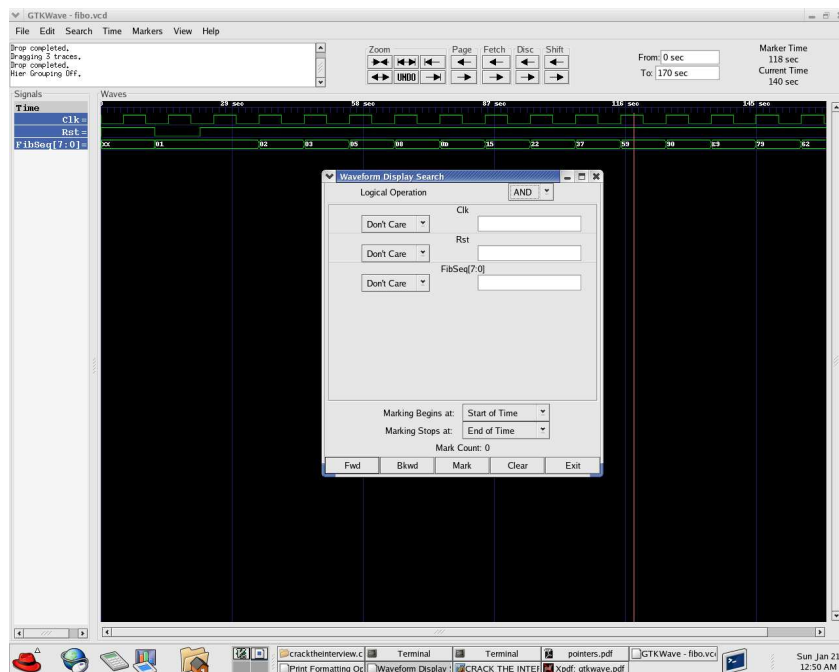 GTKWave - fibo.vcd
File Edit Search Time Markers View Help
Drop completed.
Dragging 3 traces.
Drop completed.
Hier Grouping Off.
Zoom
Page
Fetch
Disc
Shift
UNDO
From: 0 sec
To: 170 sec
Marker Time
118 sec
Current Time
140 sec
Signals
Waves
Time
29 sec 58 sec 87 sec 116 sec 145 sec
Clk=
Rst=
FibSeq[7:0]=
xx 01 02 03 05 08 0D 15 22 37 59 90 E9 79 62
Waveform Display Search
Logical Operation AND
Clk
Don't Care
Rst
Don't Care
FibSeq[7:0]
Don't Care
Marking Begins at: Start of Time
Marking Stops at: End of Time
Mark Count: 0
Fwd Bkwd Mark Clear Exit
cracktheinterview.c Terminal Terminal pointers.pdf GTKWave - fibo.vc
Print Formatting Op Waveform Display CRACK THE INTEF Xpdf: gtkwave.pdf
Sun Jan 21
12:50 AM